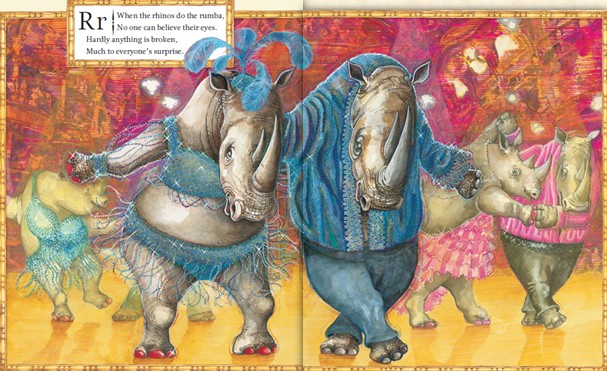 Rr
When the rhinos do the rumba,
No one can believe their eyes.
Hardly anything is broken,
Much to everyone's surprise.